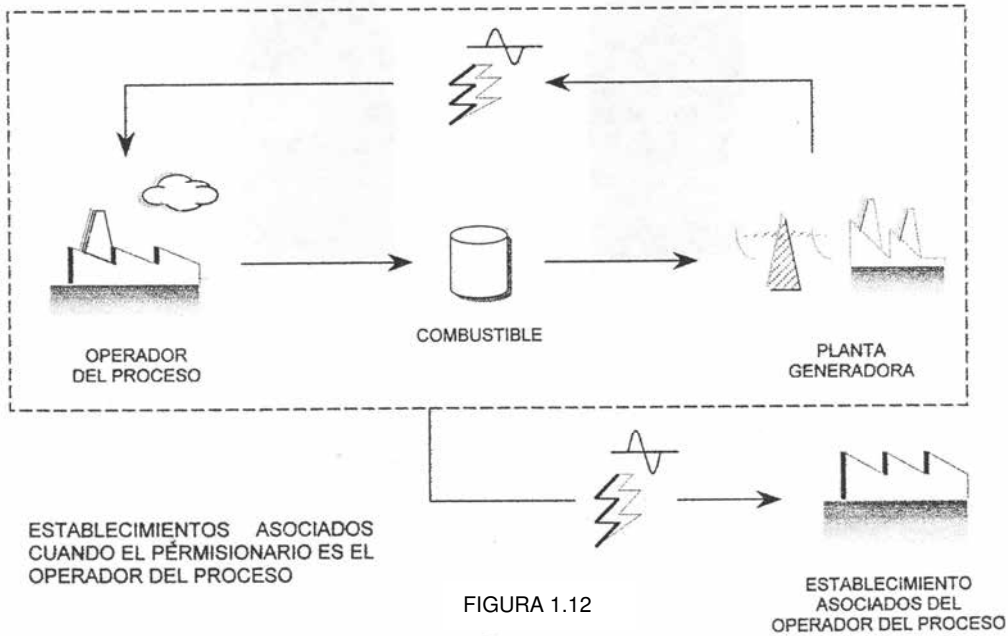 OPERADOR
DEL PROCESO
COMBUSTIBLE
PLANTA
GENERADORA
ESTABLECIMIENTOS ASOCIADOS
CUANDO EL PERMISIONARIO ES EL
OPERADOR DEL PROCESO
FIGURA 1.12
ESTABLECIMIENTO
ASOCIADOS DEL
OPERADOR DEL PROCESO